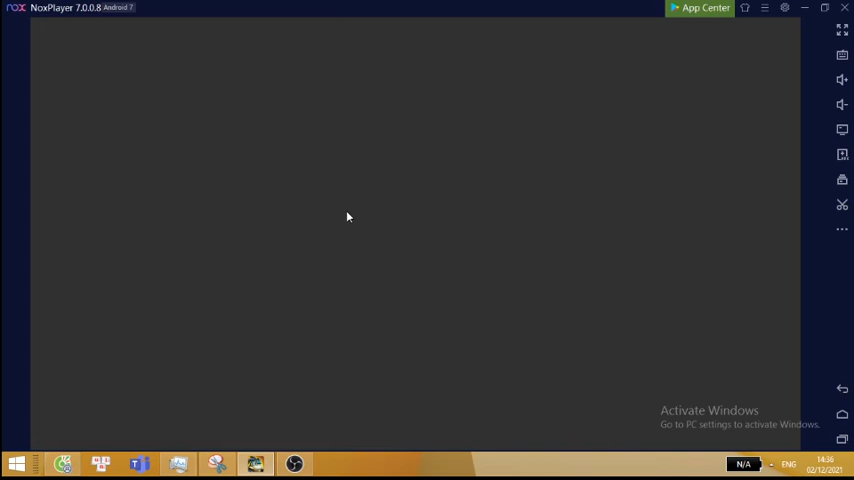 nox NoxPlayer 7.0.0.8 Android 7
App Center
Activate Windows
Go to PC settings to activate Windows.
N/A
ENG
14:36
02/12/2021